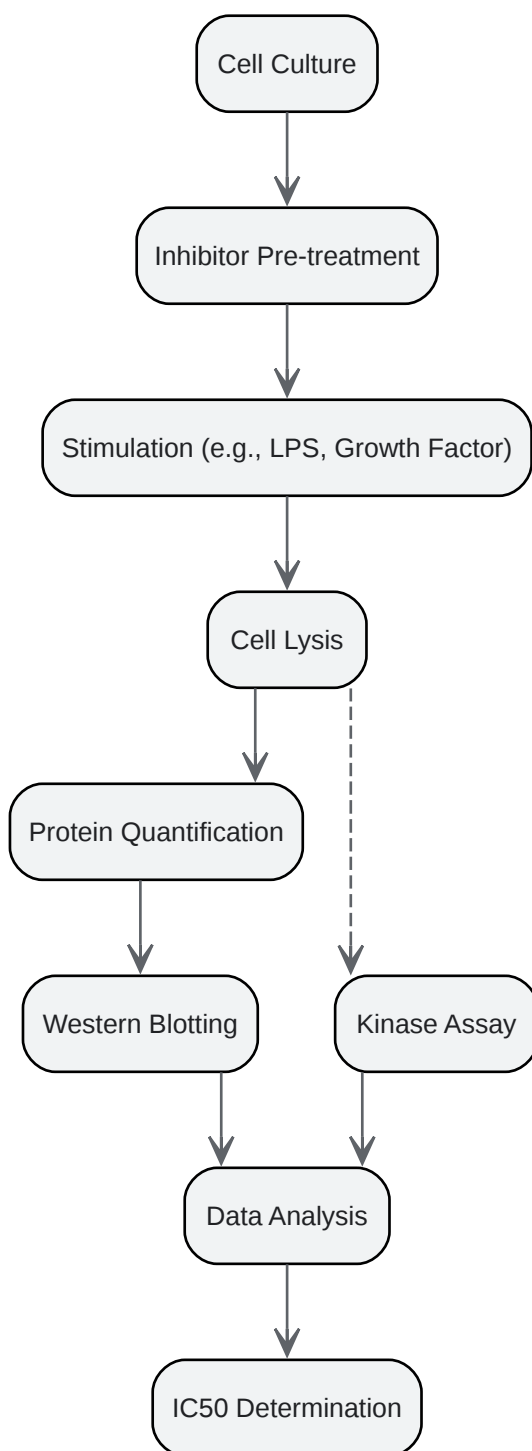 Cell Culture
Inhibitor Pre-treatment
Stimulation (e.g., LPS, Growth Factor)
Cell Lysis
Protein Quantification
Western Blotting
Kinase Assay
Data Analysis
IC50 Determination